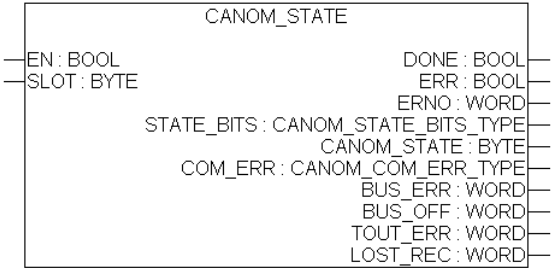 CANOM_STATE
EN : BOOL
DONE : BOOL
SLOT : BYTE
ERR : BOOL
ERNO : WORD
STATE_BITS : CANOM_STATE_BITS_TYPE
CANOM_STATE : BYTE
COM_ERR : CANOM_COM_ERR_TYPE
BUS_ERR : WORD
BUS_OFF : WORD
TOUT_ERR : WORD
LOST_REC : WORD